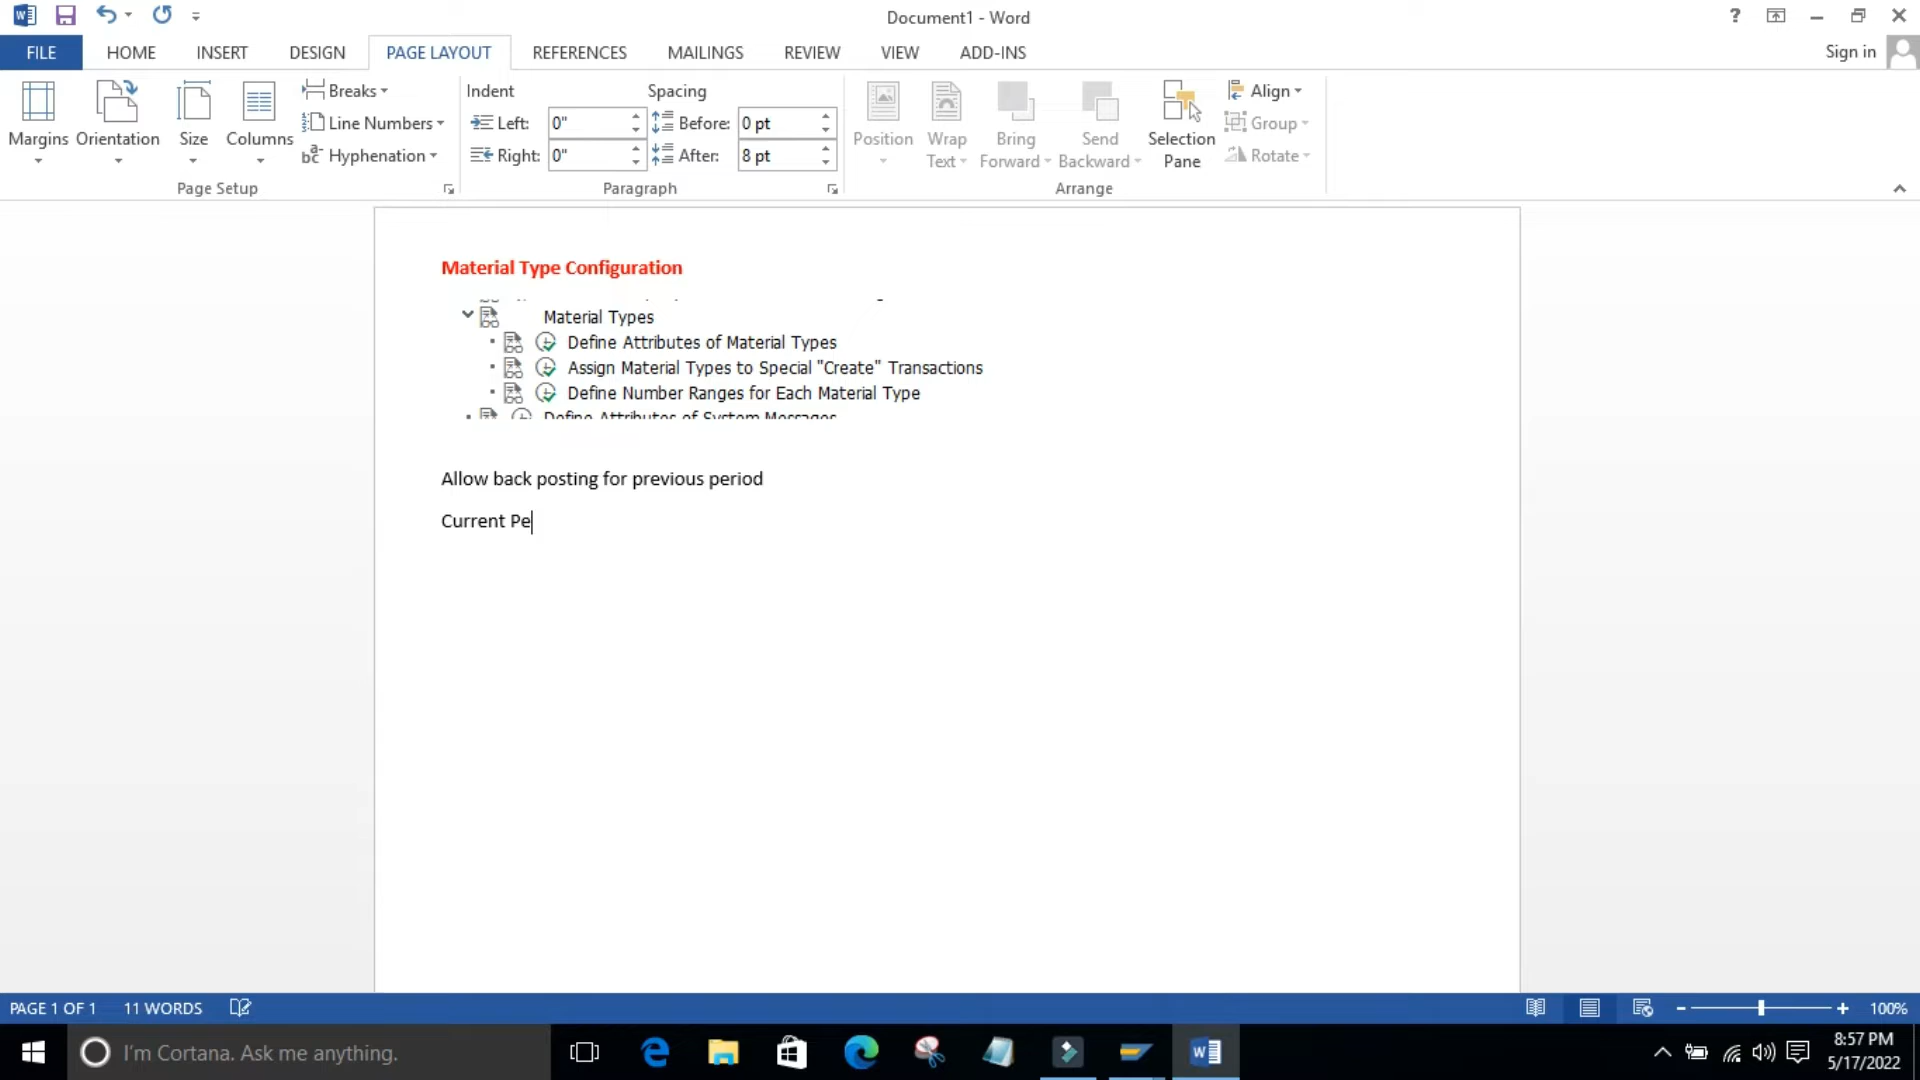 Document1 - Word
FILE HOME INSERT DESIGN PAGE LAYOUT REFERENCES MAILINGS REVIEW VIEW ADD-INS Sign in
Margins Orientation Size Columns Breaks Line Numbers Hyphenation
Page Setup
Indent Spacing
Left: 0" Before: 0 pt
Right: 0" After: 8 pt
Paragraph
Position Wrap Text Bring Forward Send Backward Selection Pane Align Group Rotate
Arrange
Material Type Configuration
Material Types
Define Attributes of Material Types
Assign Material Types to Special "Create" Transactions
Define Number Ranges for Each Material Type
Define Attributes of System Messages
Allow back posting for previous period
Current Pe
PAGE 1 OF 1 11 WORDS 100%
I'm Cortana. Ask me anything.
8:57 PM
5/17/2022